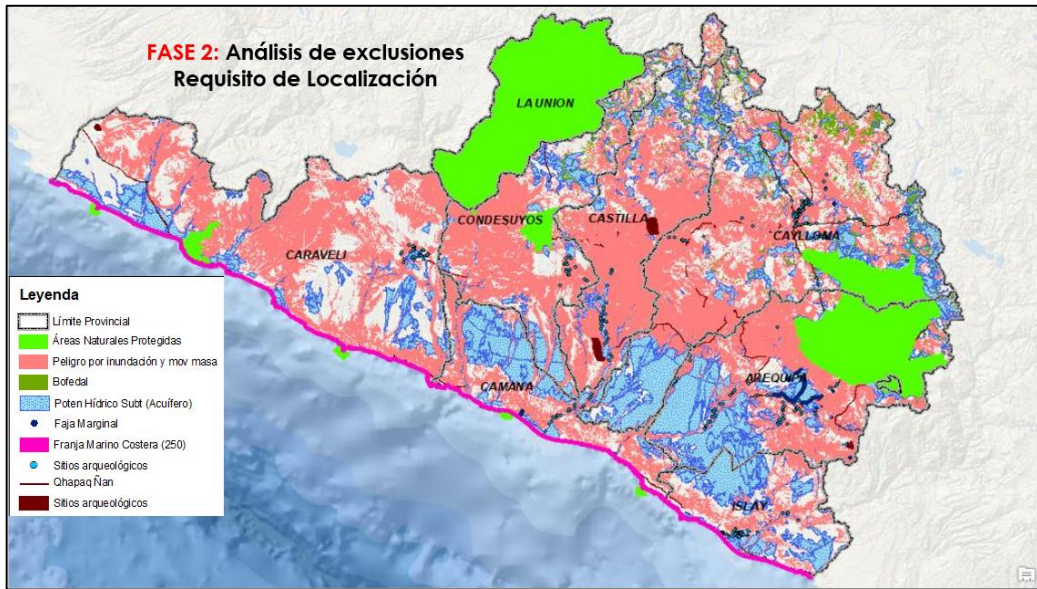 FASE 2: Análisis de exclusiones
Requisito de Localización
LA UNION
CONDESUYOS
CASTILLA
CAYLLOMA
CARAVELI
CAMANA
AREQUIPA
ISLAY
Leyenda
Límite Provincial
Áreas Naturales Protegidas
Peligro por inundación y mov masa
Bofedal
Poten Hídrico Subt (Acuífero)
Faja Marginal
Franja Marino Costera (250)
Sitios arqueológicos
Qhapaq Ñan
Sitios arqueológicos